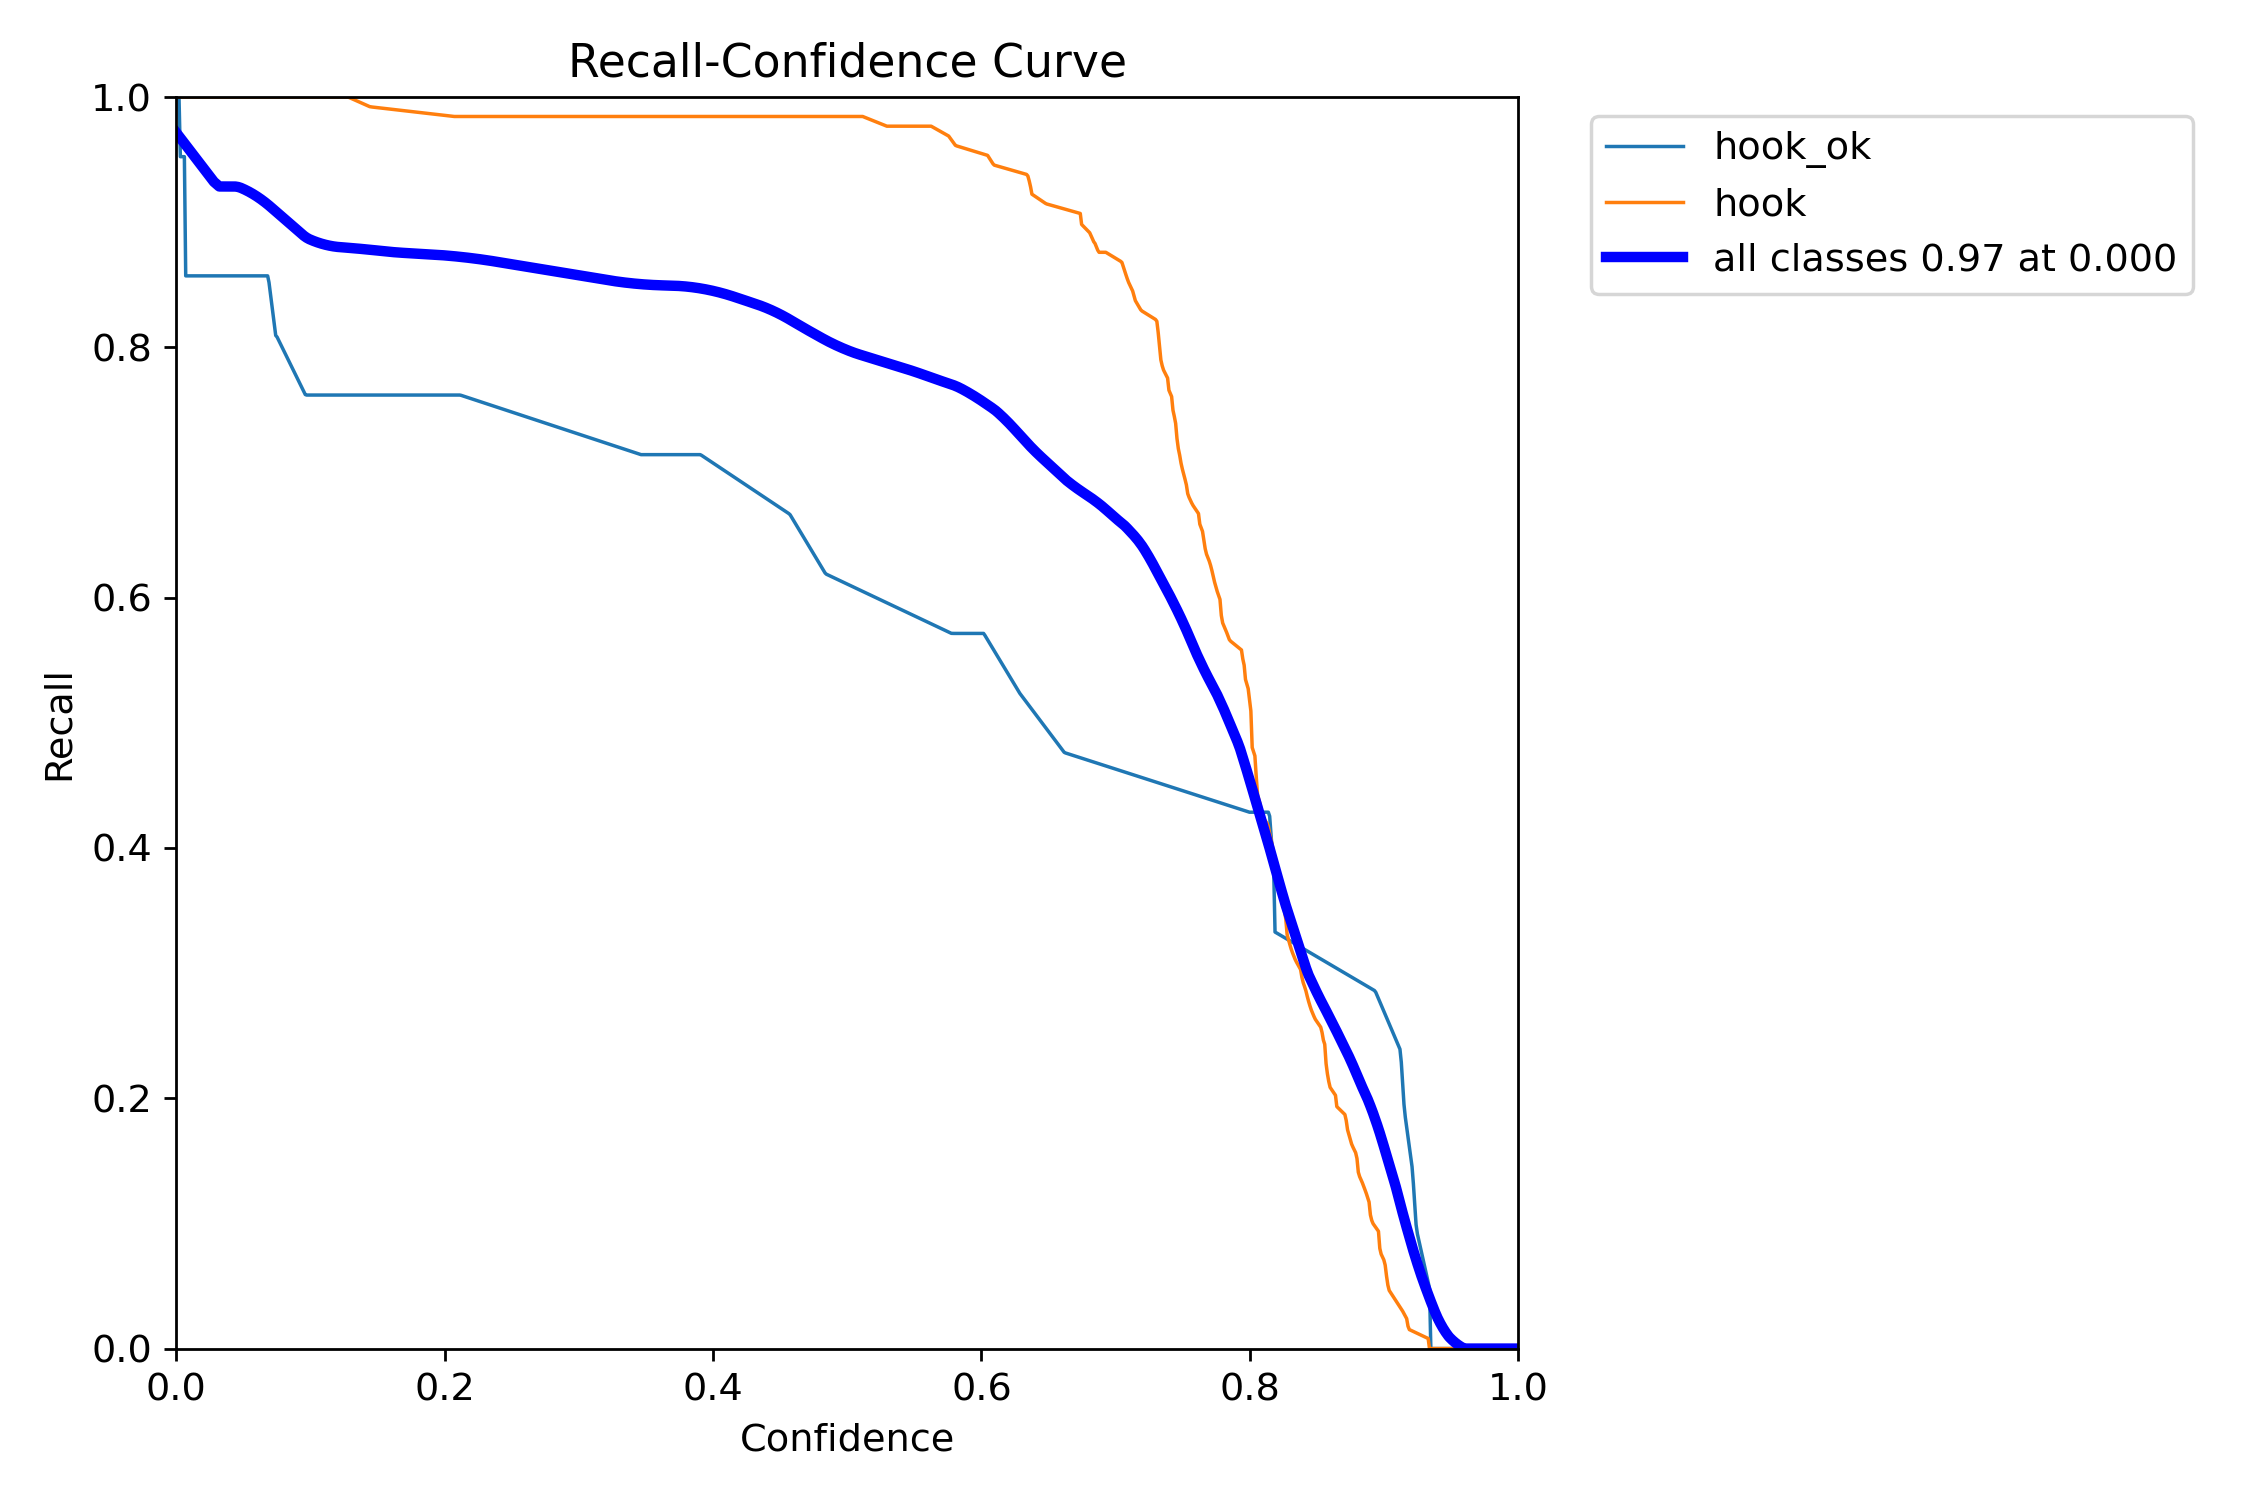 Recall-Confidence Curve
1.0
0.8
0.6
0.4
0.2
0.0
Recall
0.0 0.2 0.4 0.6 0.8 1.0
Confidence
hook_ok
hook
all classes 0.97 at 0.000